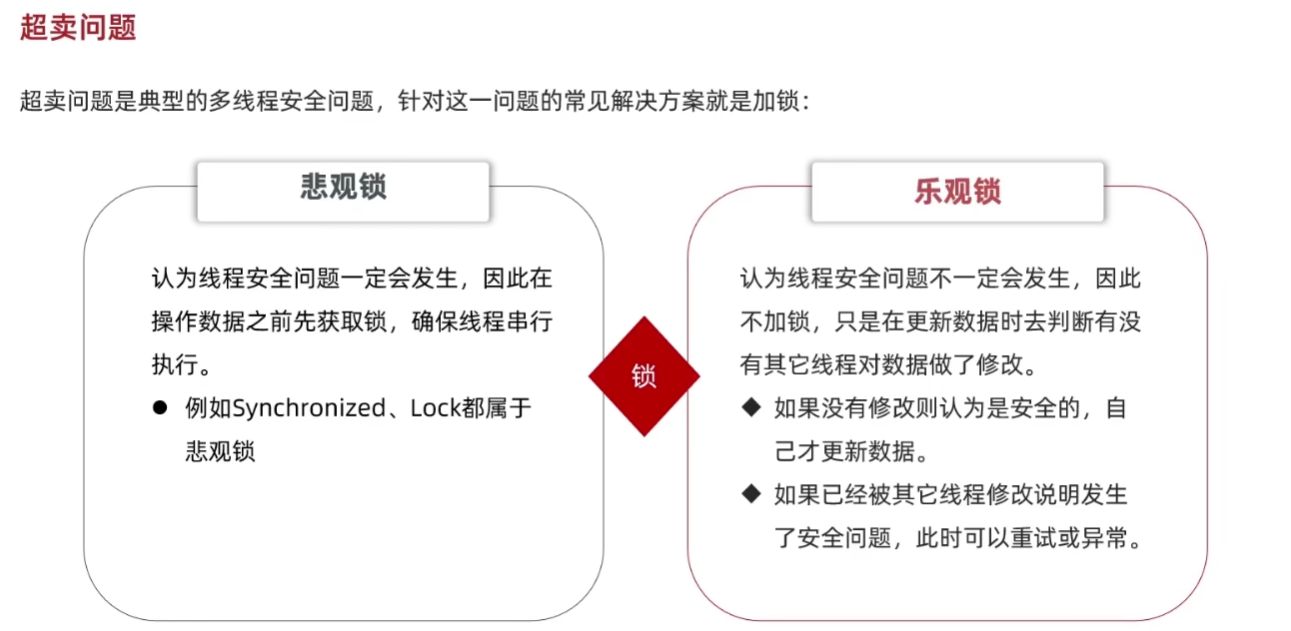 超卖问题
超卖问题是典型的多线程安全问题，针对这一问题的常见解决方案就是加锁：
悲观锁
认为线程安全问题一定会发生，因此在
操作数据之前先获取锁，确保线程串行
执行。
● 例如Synchronized、Lock都属于
悲观锁
锁
乐观锁
认为线程安全问题不一定会发生，因此
不加锁，只是在更新数据时去判断有没
有其它线程对数据做了修改。
◆ 如果没有修改则认为是安全的，自
己才更新数据。
◆ 如果已经被其它线程修改说明发生
了安全问题，此时可以重试或异常。